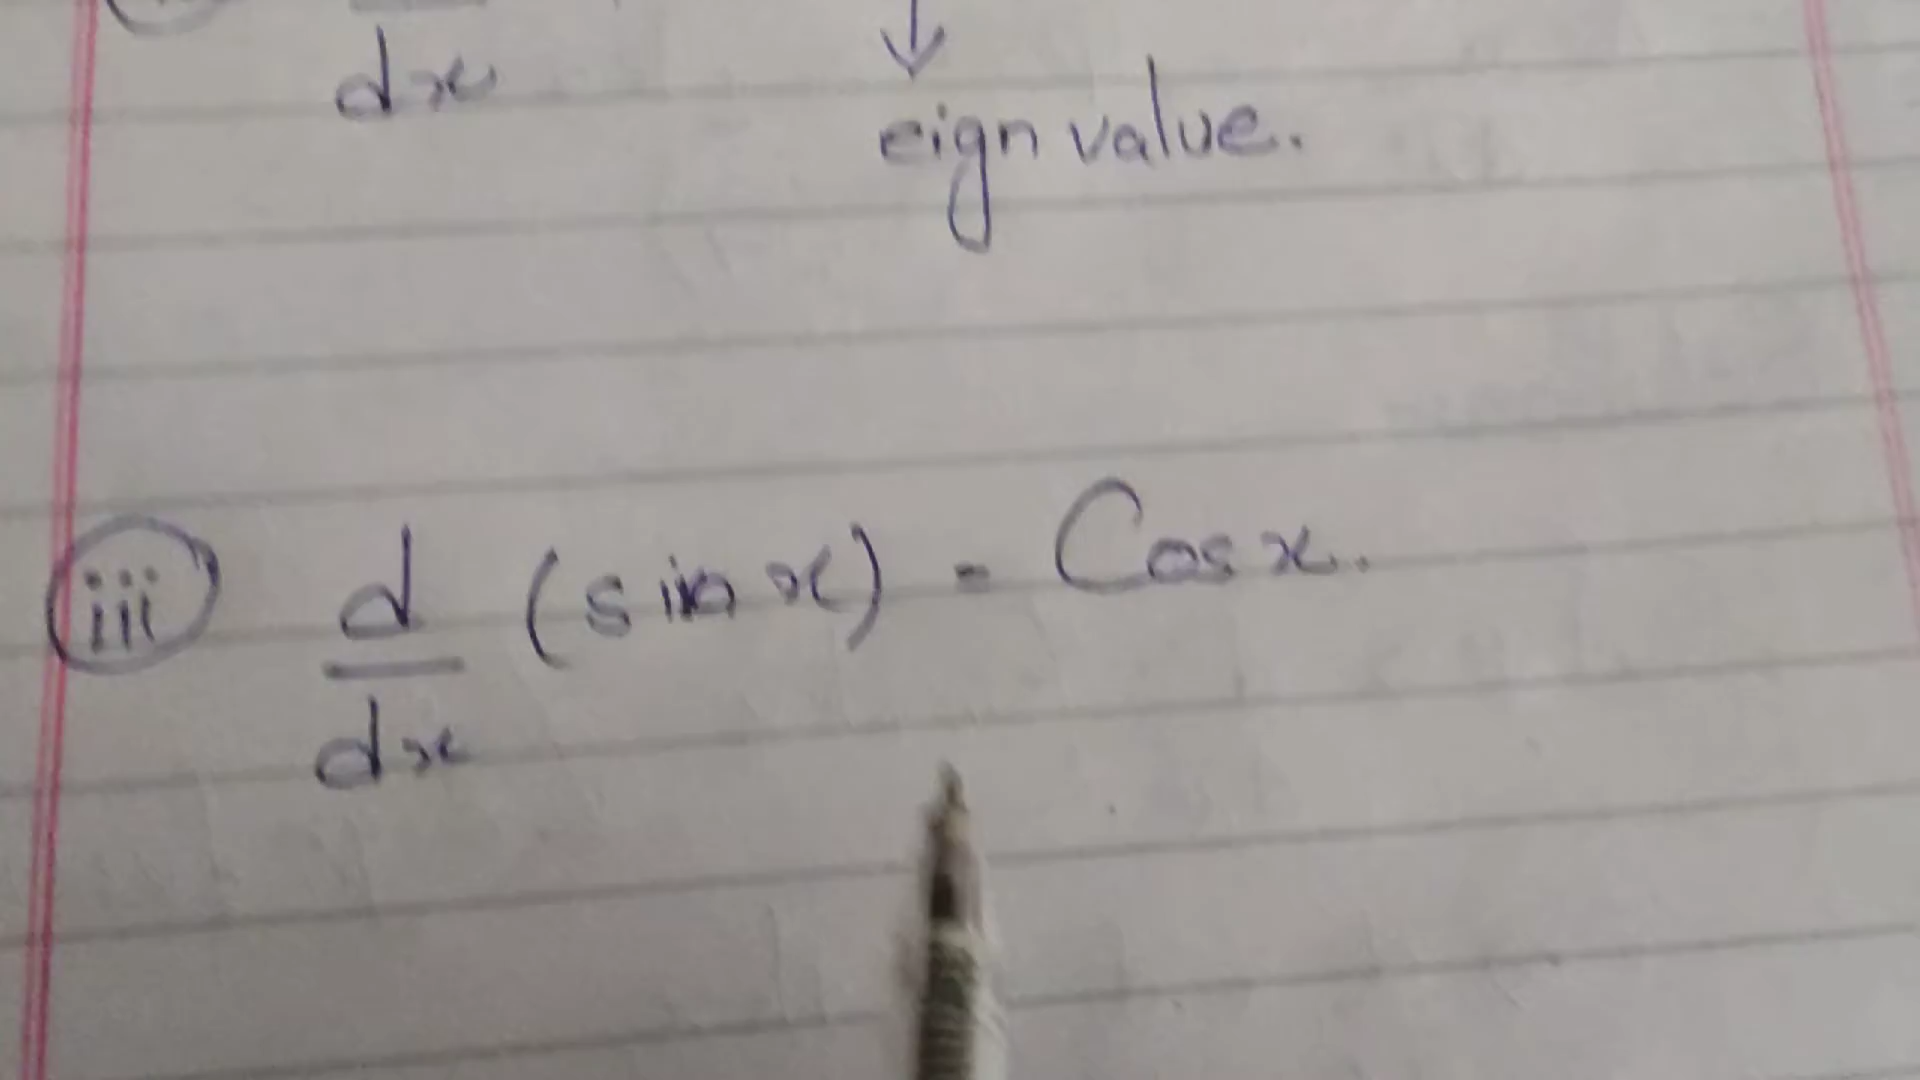 dx
eign value.
iii d/dx (sin x) = Cos x.